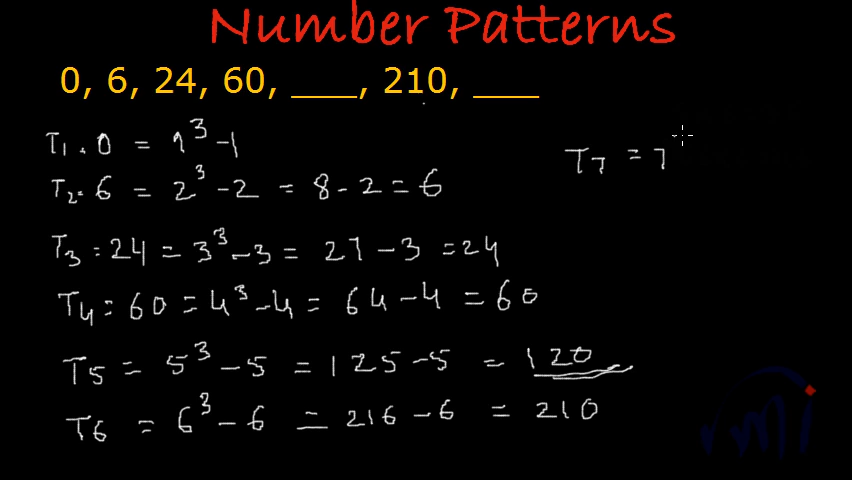 Number Patterns
0, 6, 24, 60, ___, 210, ___
T₁ . 0 = 1³ - 1
T₇ = 7
T₂ = 6 = 2³ - 2 = 8 - 2 = 6
T₃ = 24 = 3³ - 3 = 27 - 3 = 24
T₄ = 60 = 4³ - 4 = 64 - 4 = 60
T5 = 5³ - 5 = 125 - 5 = 120
T6 = 6³ - 6 = 216 - 6 = 210